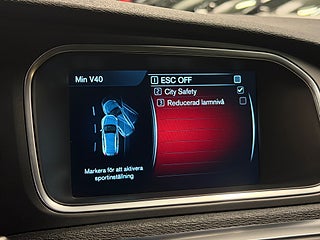 Min V40
1 ESC OFF
2 City Safety
3 Reducerad larmnivå
Markera för att aktivera
sportinställning